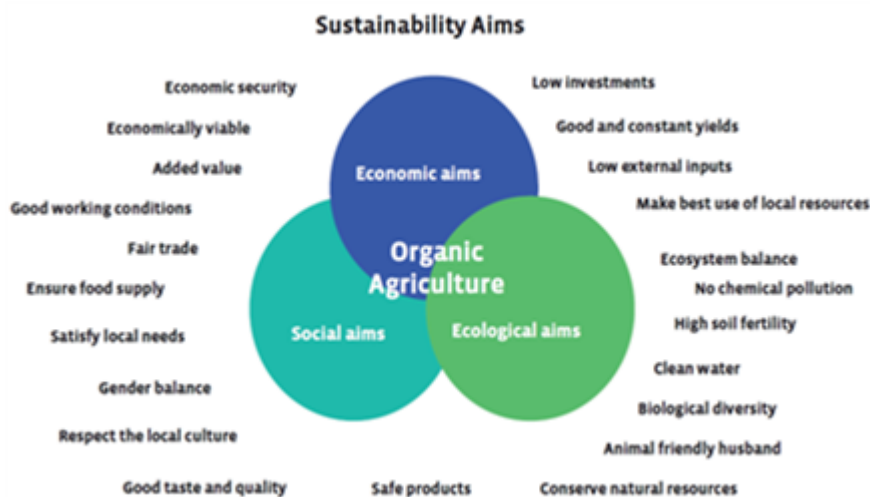 Sustainability Aims
Economic security
Economically viable
Added value
Good working conditions
Fair trade
Ensure food supply
Satisfy local needs
Gender balance
Respect the local culture
Good taste and quality
Economic aims
Organic
Agriculture
Social aims
Ecological aims
Safe products
Low investments
Good and constant yields
Low external inputs
Make best use of local resources
Ecosystem balance
No chemical pollution
High soil fertility
Clean water
Biological diversity
Animal friendly husband
Conserve natural resources